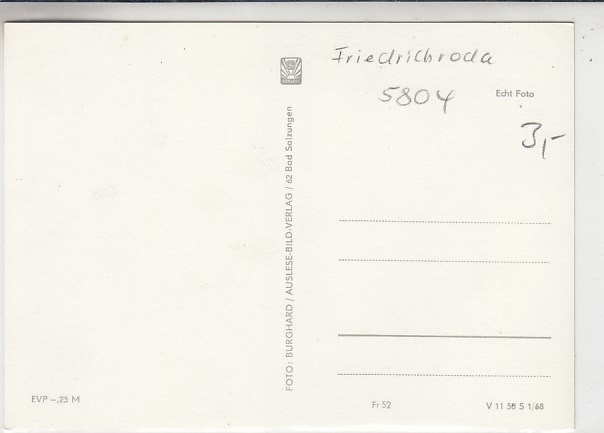 Friedrichroda
5804
Echt Foto
3,-
FOTO: BURGHARD / AUSLESE-BILD-VERLAG / 62 Bad Salzungen
EVP -,25 M
Fr 52
V 11 58 S 1/68